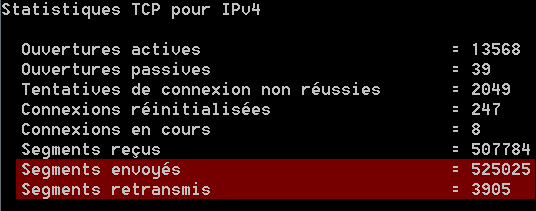 Statistiques TCP pour IPv4
Ouvertures actives = 13568
Ouvertures passives = 39
Tentatives de connexion non réussies = 2049
Connexions réinitialisées = 247
Connexions en cours = 8
Segments reçus = 507784
Segments envoyés = 525025
Segments retransmis = 3905